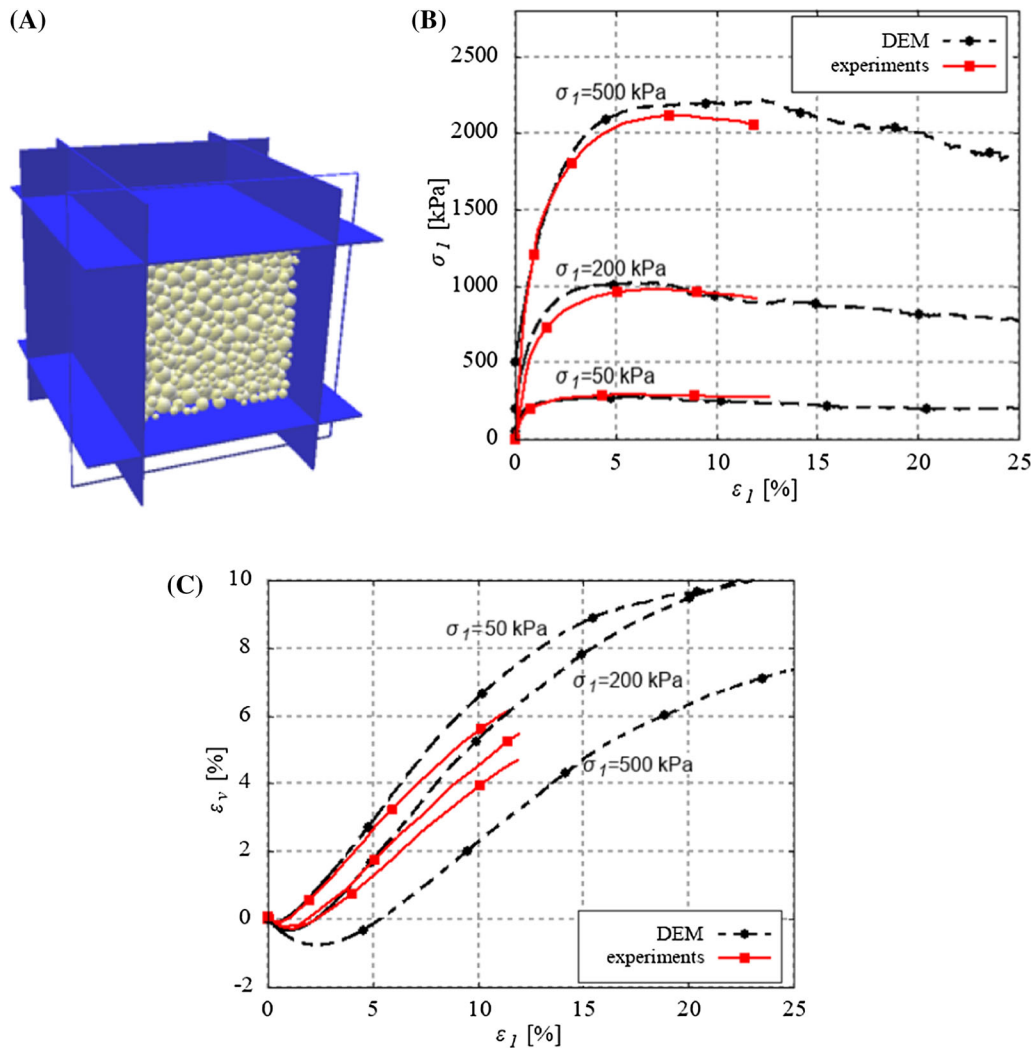 (A)
(B)
DEM
experiments
σ1=500 kPa
σ1=200 kPa
σ1=50 kPa
2500
2000
1500
1000
500
0
σ1 [kPa]
0 5 10 15 20 25
ε1 [%]
(C)
σ1=50 kPa
σ1=200 kPa
σ1=500 kPa
DEM
experiments
10
8
6
4
2
0
-2
εv [%]
0 5 10 15 20 25
ε1 [%]